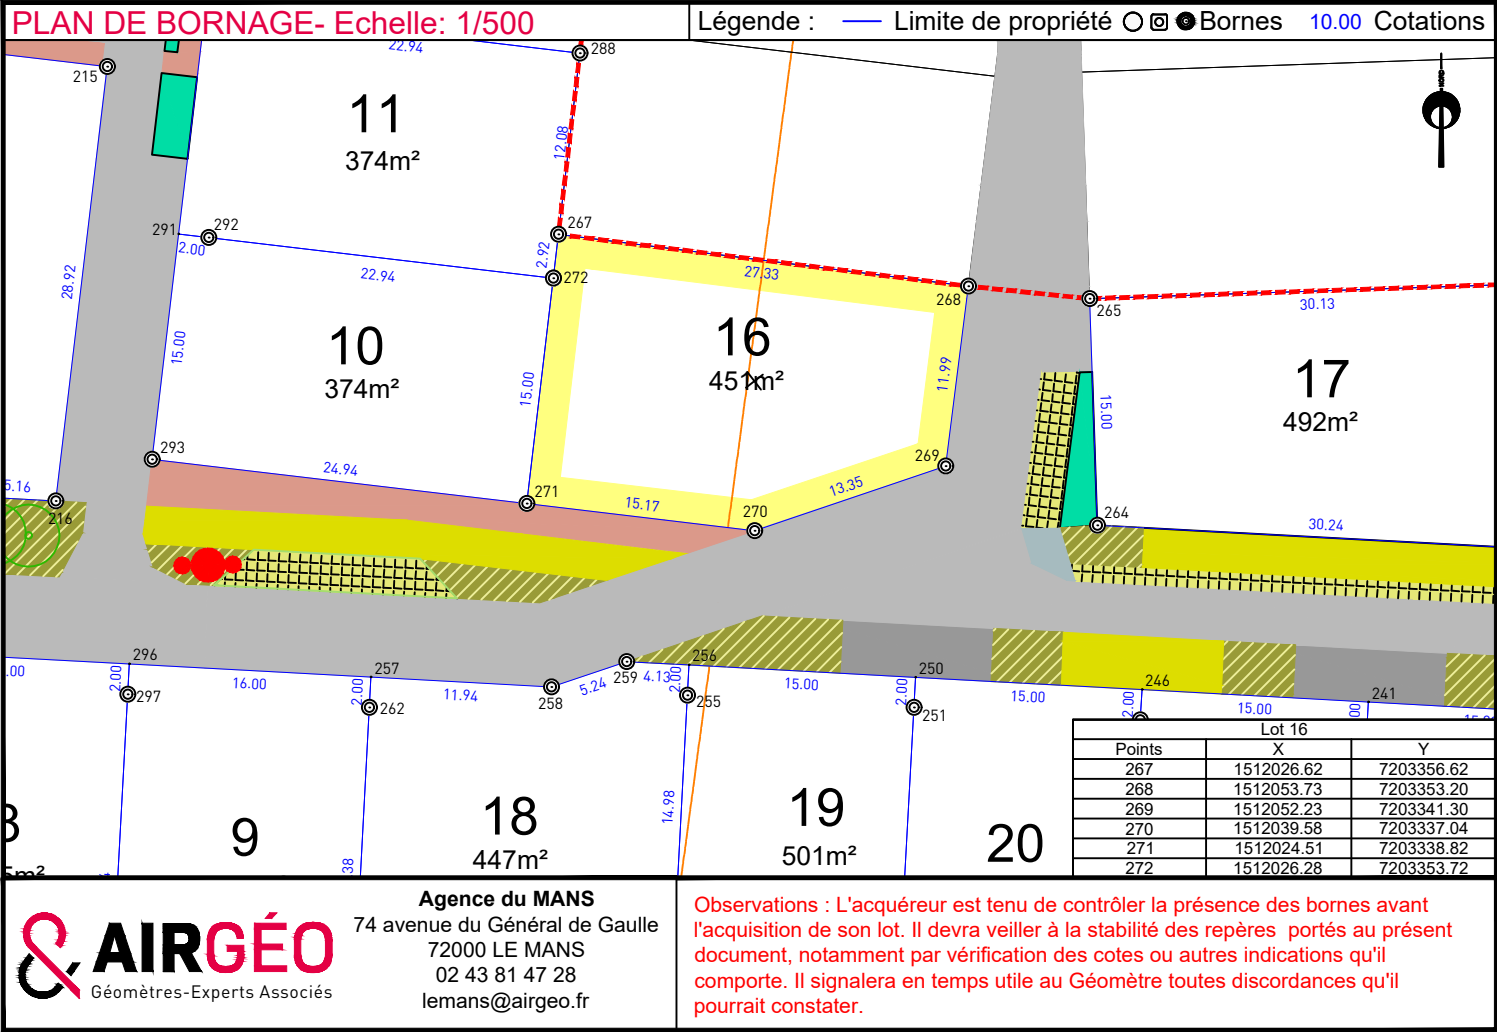 PLAN DE BORNAGE- Echelle: 1/500
Légende : Limite de propriété Bornes 10.00 Cotations
22.94
288
215
11
374m²
12.08
291
292
267
2.00
2.92
22.94
272
27.33
268
265
30.13
28.92
15.00
10
374m²
15.00
16
451m²
11.99
17
492m²
15.00
293
24.94
269
5.16
216
271
15.17
270
13.35
264
30.24
296
257
256
250
246
241
.00
2.00
16.00
2.00
11.94
5.24
259
4.13
2.00
15.00
2.00
15.00
2.00
15.00
00
297
262
258
255
251
14.98
9
38
18
447m²
19
501m²
20
Lot 16
Points X Y
267 1512026.62 7203356.62
268 1512053.73 7203353.20
269 1512052.23 7203341.30
270 1512039.58 7203337.04
271 1512024.51 7203338.82
272 1512026.28 7203353.72
AIRGÉO
Géomètres-Experts Associés
Agence du MANS
74 avenue du Général de Gaulle
72000 LE MANS
02 43 81 47 28
lemans@airgeo.fr
Observations : L'acquéreur est tenu de contrôler la présence des bornes avant
l'acquisition de son lot. Il devra veiller à la stabilité des repères portés au présent
document, notamment par vérification des cotes ou autres indications qu'il
comporte. Il signalera en temps utile au Géomètre toutes discordances qu'il
pourrait constater.